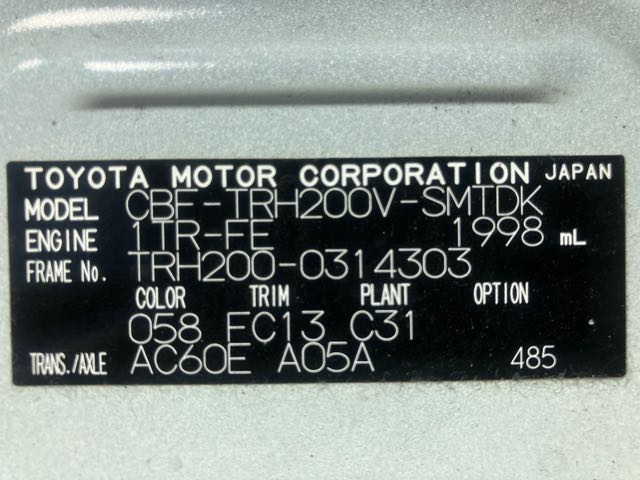 TOYOTA MOTOR CORPORATION JAPAN
MODEL CBF-TRH200V-SMTDK
ENGINE 1TR-FE 1998 mL
FRAME No. TRH200-0314303
COLOR TRIM PLANT OPTION
058 FC13 C31
TRANS./AXLE AC60E A05A 485